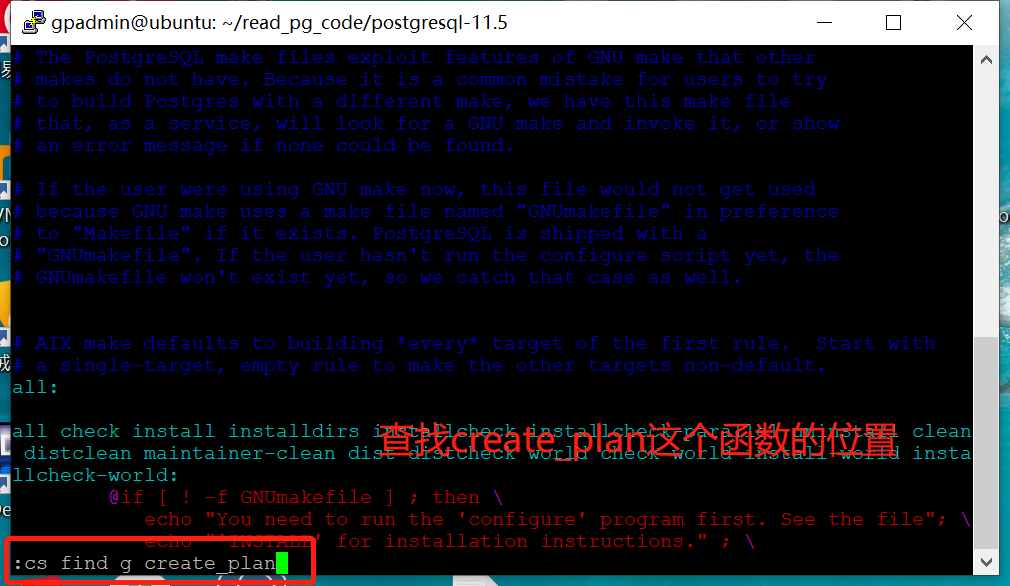 gpadmin@ubuntu: ~/read_pg_code/postgresql-11.5
# The PostgreSQL make files exploit features of GNU make that other
# makes do not have. Because it is a common mistake for users to try
# to build Postgres with a different make, we have this make file
# that, as a service, will look for a GNU make and invoke it, or show
# an error message if none could be found.
# If the user were using GNU make now, this file would not get used
# because GNU make uses a make file named "GNUmakefile" in preference
# to "Makefile" if it exists. PostgreSQL is shipped with a
# "GNUmakefile". If the user hasn't run the configure script yet, the
# GNUmakefile won't exist yet, so we catch that case as well.
# AIX make defaults to building *every* target of the first rule.  Start with
# a single-target, empty rule to make the other targets non-default.
all:
all check install installdirs installcheck installcheck-parallel uninstall clean
查找create_plan这个函数的位置
distclean maintainer-clean dist distcheck world check-world install-world insta
llcheck-world:
@if [ ! -f GNUmakefile ] ; then \
echo "You need to run the 'configure' program first. See the file"; \
echo "'INSTALL' for installation instructions." ; \
:cs find g create_plan